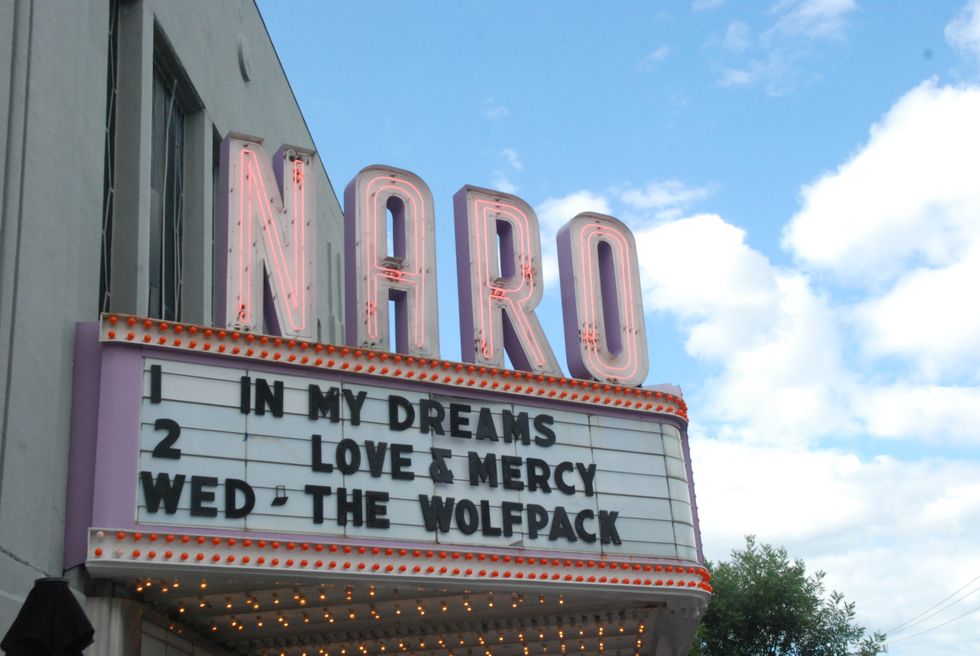 NARO
1 IN MY DREAMS
2 LOVE & MERCY
WED - THE WOLFPACK